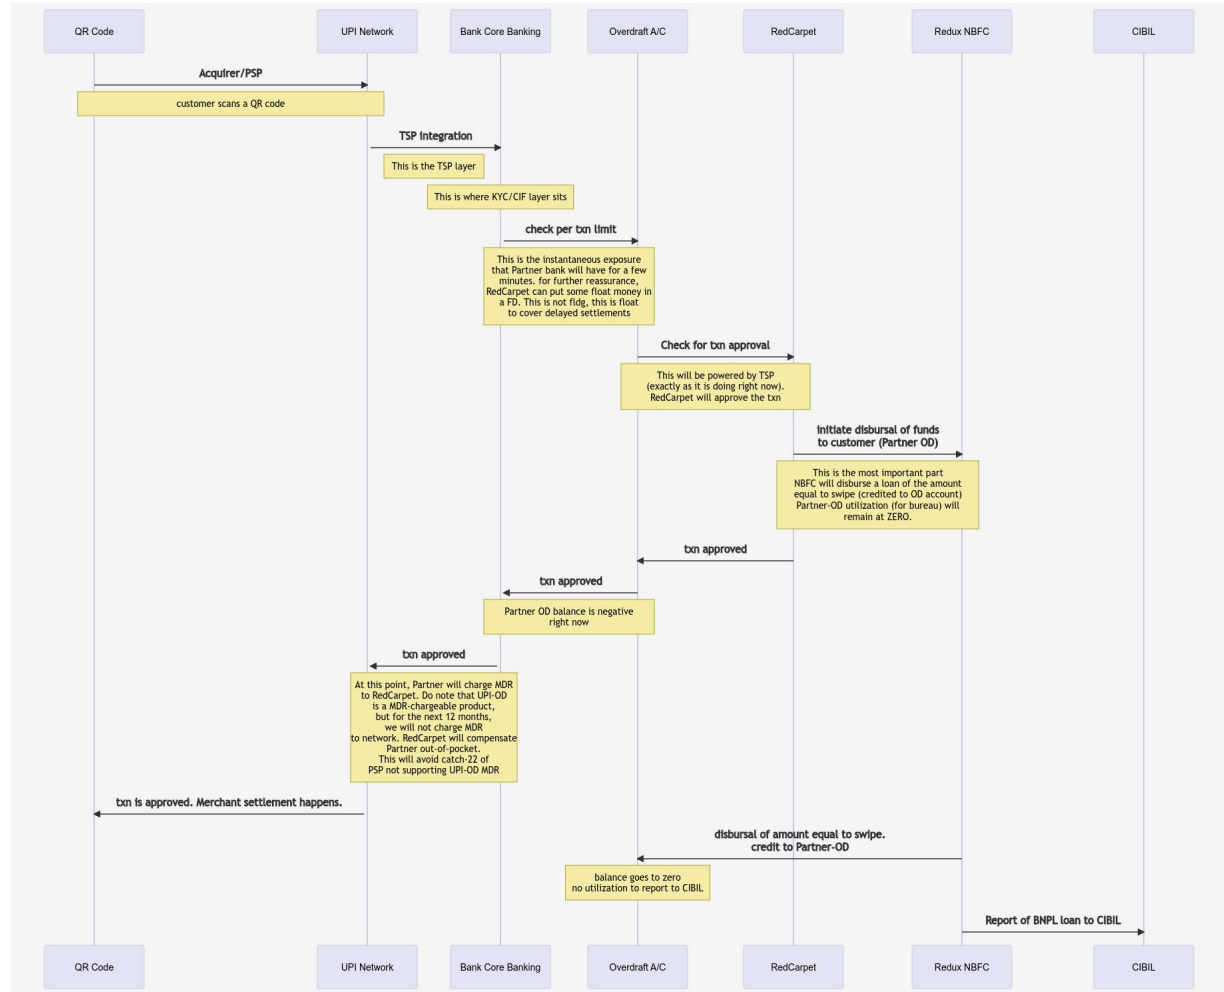 QR Code
UPI Network
Bank Core Banking
Overdraft A/C
RedCarpet
Redux NBFC
CIBIL
Acquirer/PSP
customer scans a QR code
TSP integration
This is the TSP layer
This is where KYC/CIF layer sits
check per txn limit
This is the instantaneous exposure
that Partner bank will have for a few
minutes. for further reassurance,
RedCarpet can put some float money in
a FD. This is not fldg, this is float
to cover delayed settlements
Check for txn approval
This will be powered by TSP
(exactly as it is doing right now).
RedCarpet will approve the txn
initiate disbursal of funds
to customer (Partner OD)
This is the most important part
NBFC will disburse a loan of the amount
equal to swipe (credited to OD account)
Partner-OD utilization (for bureau) will
remain at ZERO.
txn approved
txn approved
Partner OD balance is negative
right now
txn approved
At this point, Partner will charge MDR
to RedCarpet. Do note that UPI-OD
is a MDR-chargeable product,
but for the next 12 months,
we will not charge MDR
to network. RedCarpet will compensate
Partner out-of-pocket.
This will avoid catch-22 of
PSP not supporting UPI-OD MDR
txn is approved. Merchant settlement happens.
disbursal of amount equal to swipe.
credit to Partner-OD
balance goes to zero
no utilization to report to CIBIL
Report of BNPL loan to CIBIL
QR Code
UPI Network
Bank Core Banking
Overdraft A/C
RedCarpet
Redux NBFC
CIBIL